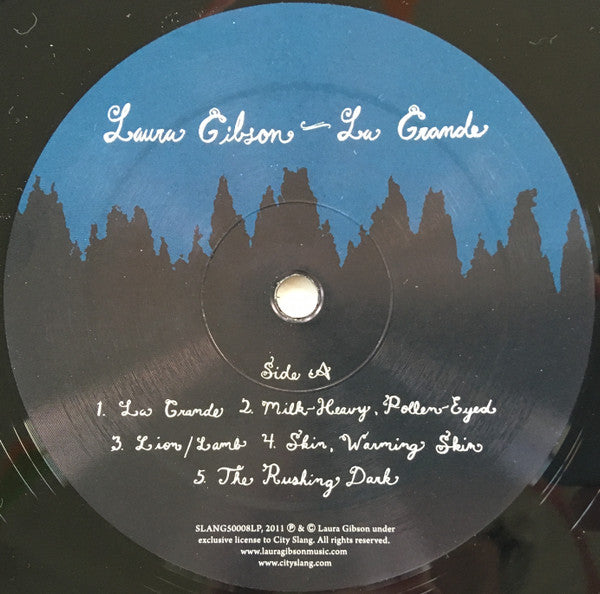 Laura Gibson ~ La Grande
Side A
1. La Grande 2. Milk-Heavy, Pollen-Eyed
3. Lion/Lamb 4. Skin, Warming Skin
5. The Rushing Dark
SLANG50008LP, 2011 ℗ & © Laura Gibson under
exclusive license to City Slang. All rights reserved.
www.lauragibsonmusic.com
www.cityslang.com